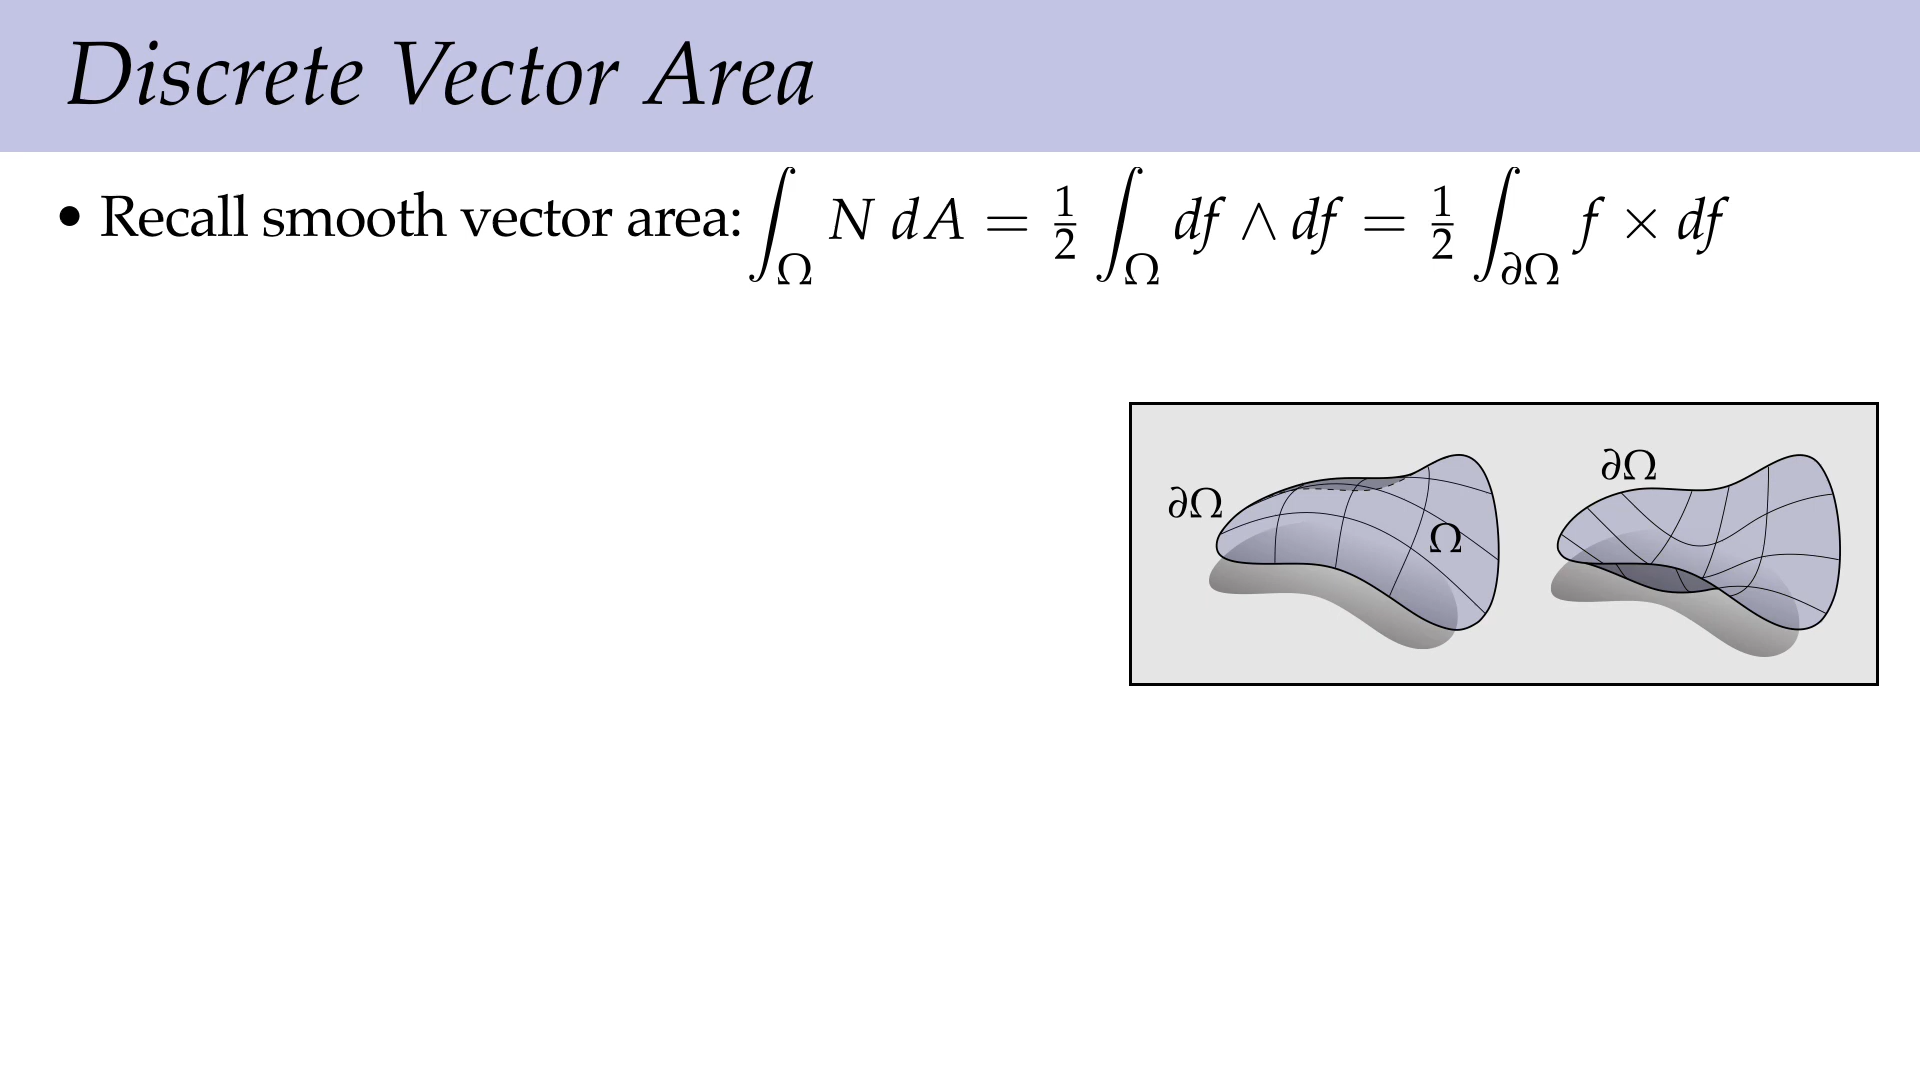 Discrete Vector Area
• Recall smooth vector area: ∫_Ω N dA = ½ ∫_Ω df ∧ df = ½ ∫_∂Ω f × df
∂Ω
Ω
∂Ω